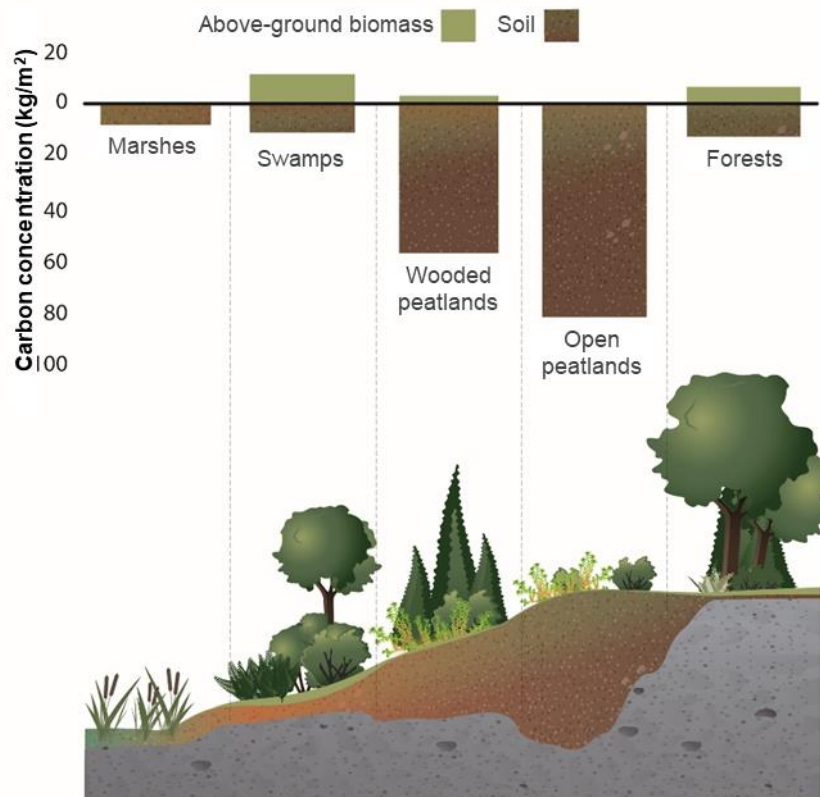 Above-ground biomass Soil
Carbon concentration (kg/m²)
20
0
20
40
60
80
100
Marshes
Swamps
Wooded
peatlands
Open
peatlands
Forests